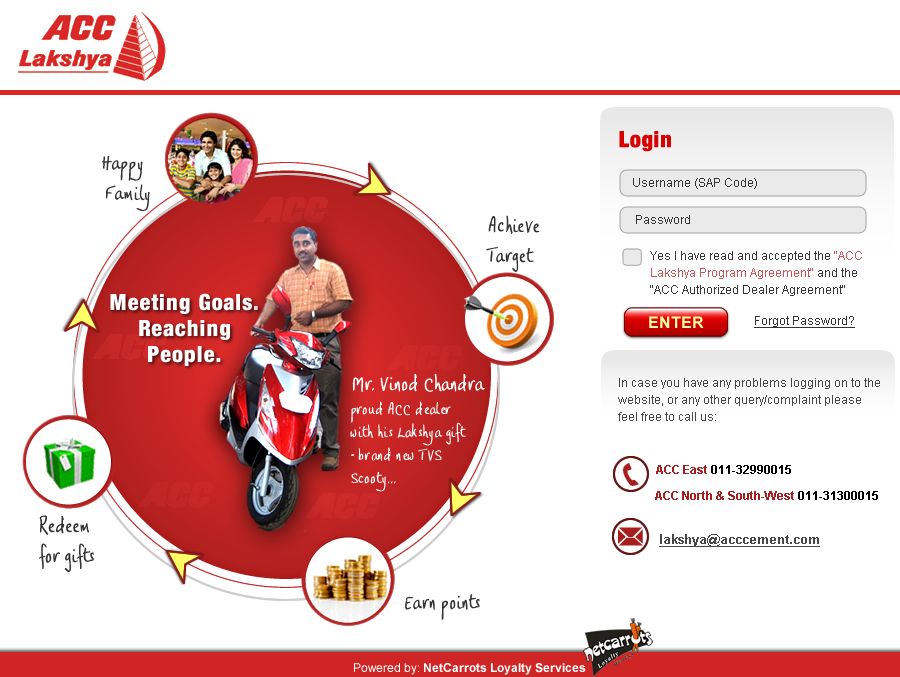 ACC
Lakshya
Happy
Family
ACC
Achieve
Target
Meeting Goals.
Reaching
People.
ACC
ACC
Mr. Vinod Chandra
proud ACC dealer
with his Lakshya gift
- brand new TVS
Scooty...
ACC
ACC
Redeem
for gifts
Earn points
Login
Username (SAP Code)
Password
Yes I have read and accepted the "ACC
Lakshya Program Agreement" and the
"ACC Authorized Dealer Agreement"
ENTER
Forgot Password?
In case you have any problems logging on to the
website, or any other query/complaint please
feel free to call us:
ACC East 011-32990015
ACC North & South-West 011-31300015
lakshya@acccement.com
Powered by: NetCarrots Loyalty Services
netcarrots
Loyalty